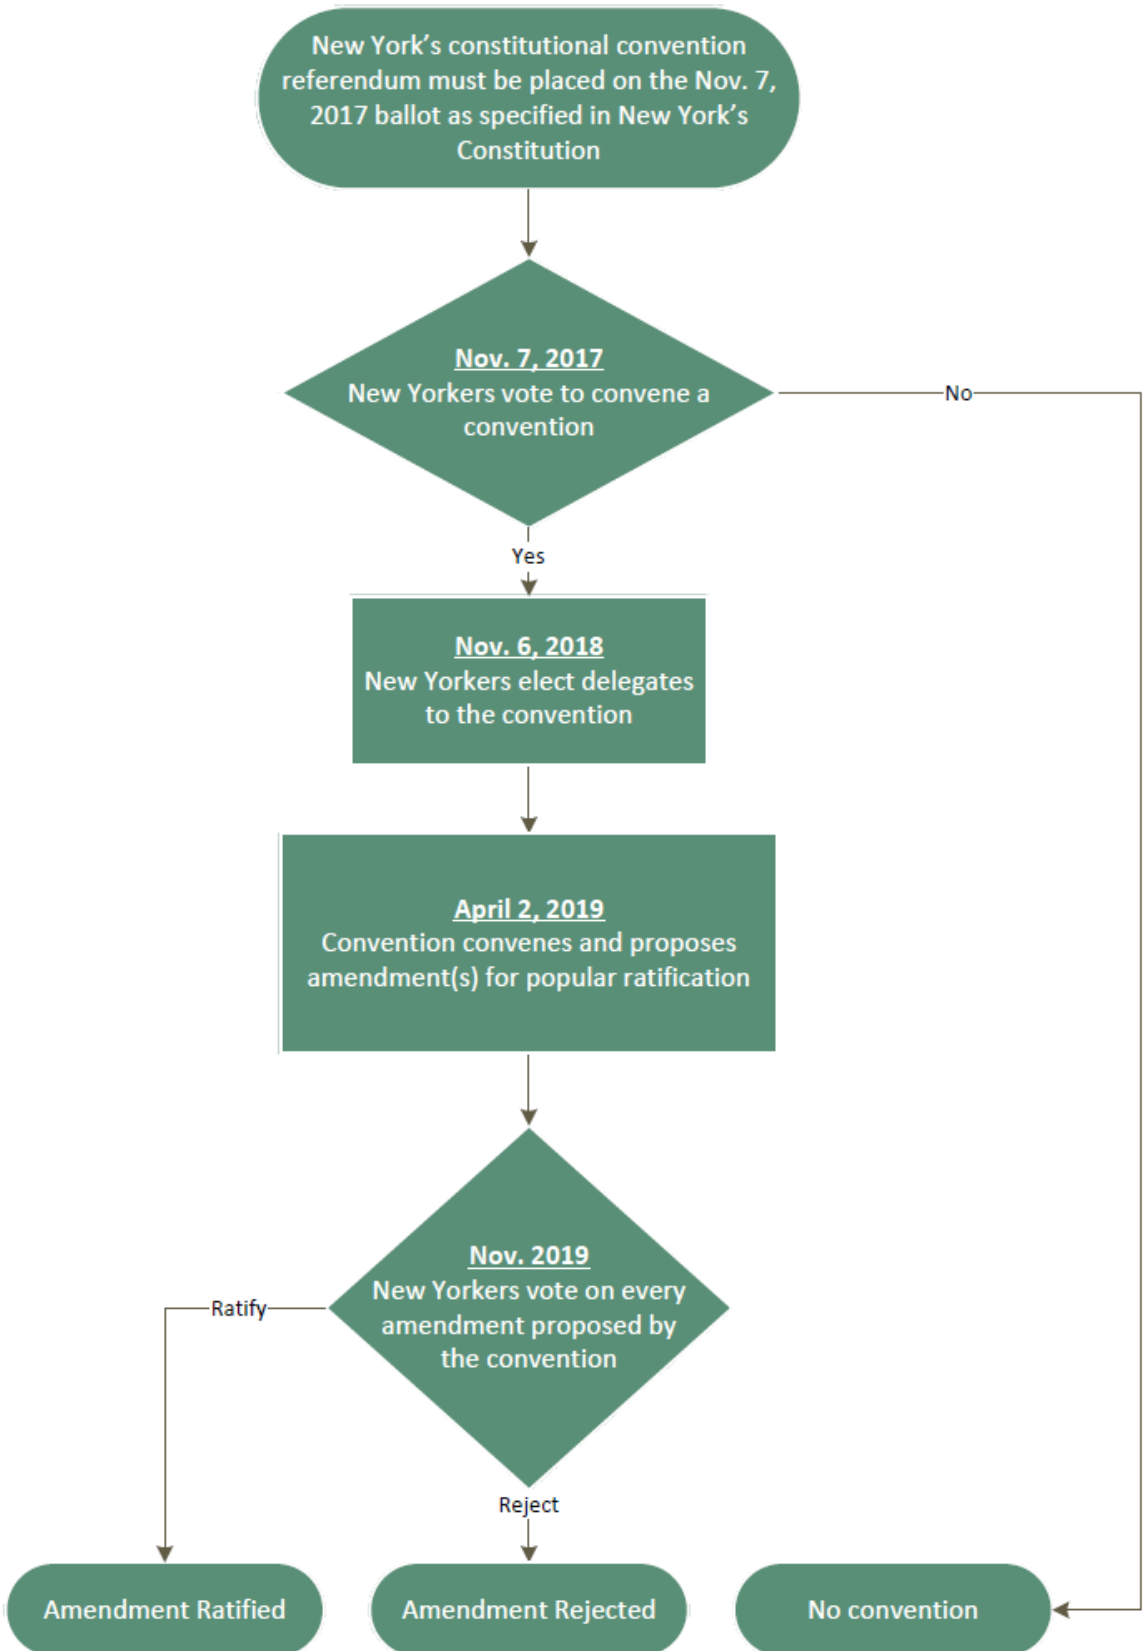 New York’s constitutional convention
referendum must be placed on the Nov. 7,
2017 ballot as specified in New York’s
Constitution
Nov. 7, 2017
New Yorkers vote to convene a
convention
No
Yes
Nov. 6, 2018
New Yorkers elect delegates
to the convention
April 2, 2019
Convention convenes and proposes
amendment(s) for popular ratification
Nov. 2019
New Yorkers vote on every
amendment proposed by
the convention
Ratify
Reject
Amendment Ratified
Amendment Rejected
No convention